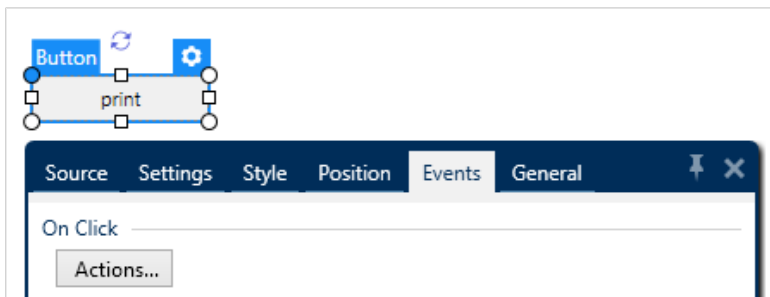 Button
print
Source Settings Style Position Events General
On Click
Actions...